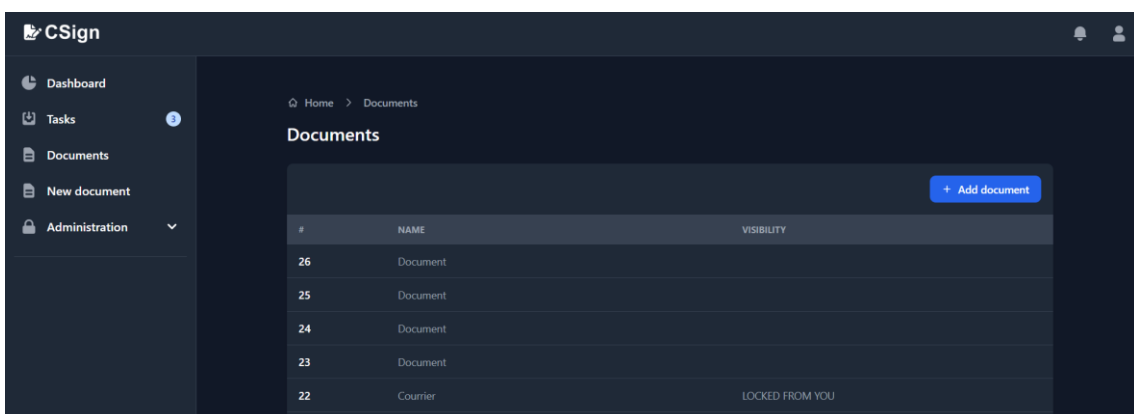 CSign
Dashboard
Tasks 3
Documents
New document
Administration
Home > Documents
Documents
+ Add document
# NAME VISIBILITY
26 Document
25 Document
24 Document
23 Document
22 Courrier LOCKED FROM YOU